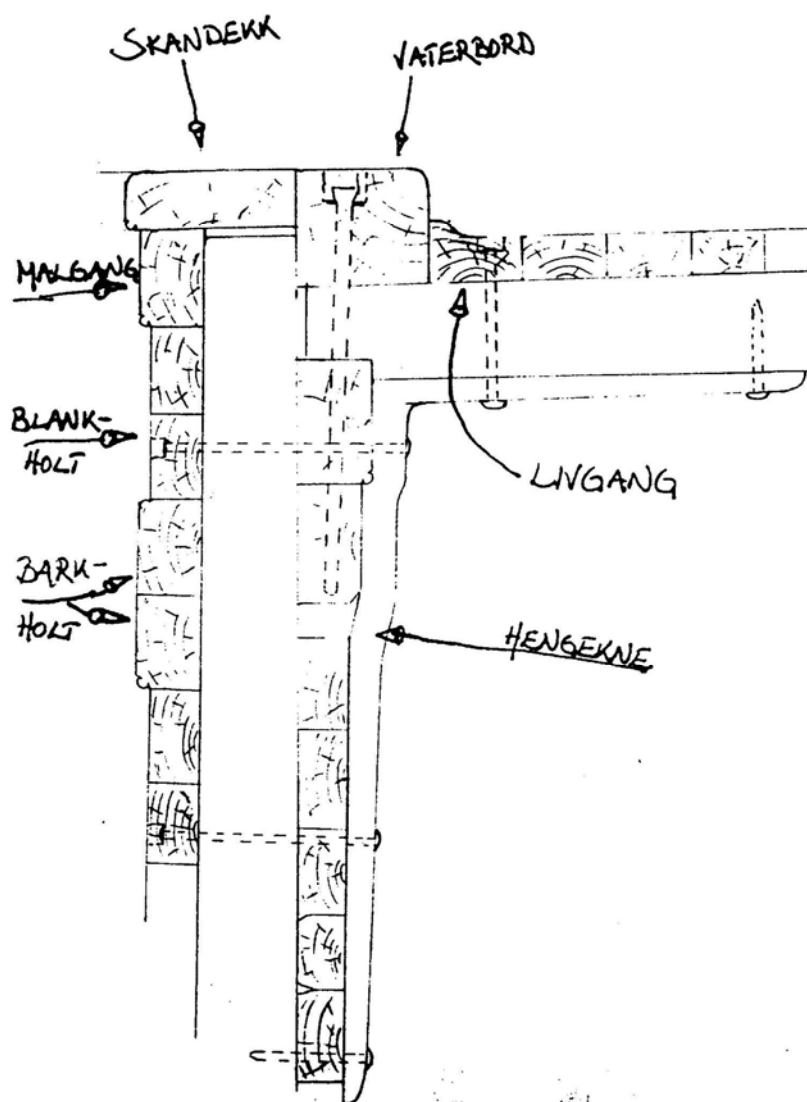 SKANDEKK
VATERBORD
MALGANG
BLANK-
HOLT
LIVGANG
BARK-
HOLT
HENGEKNE